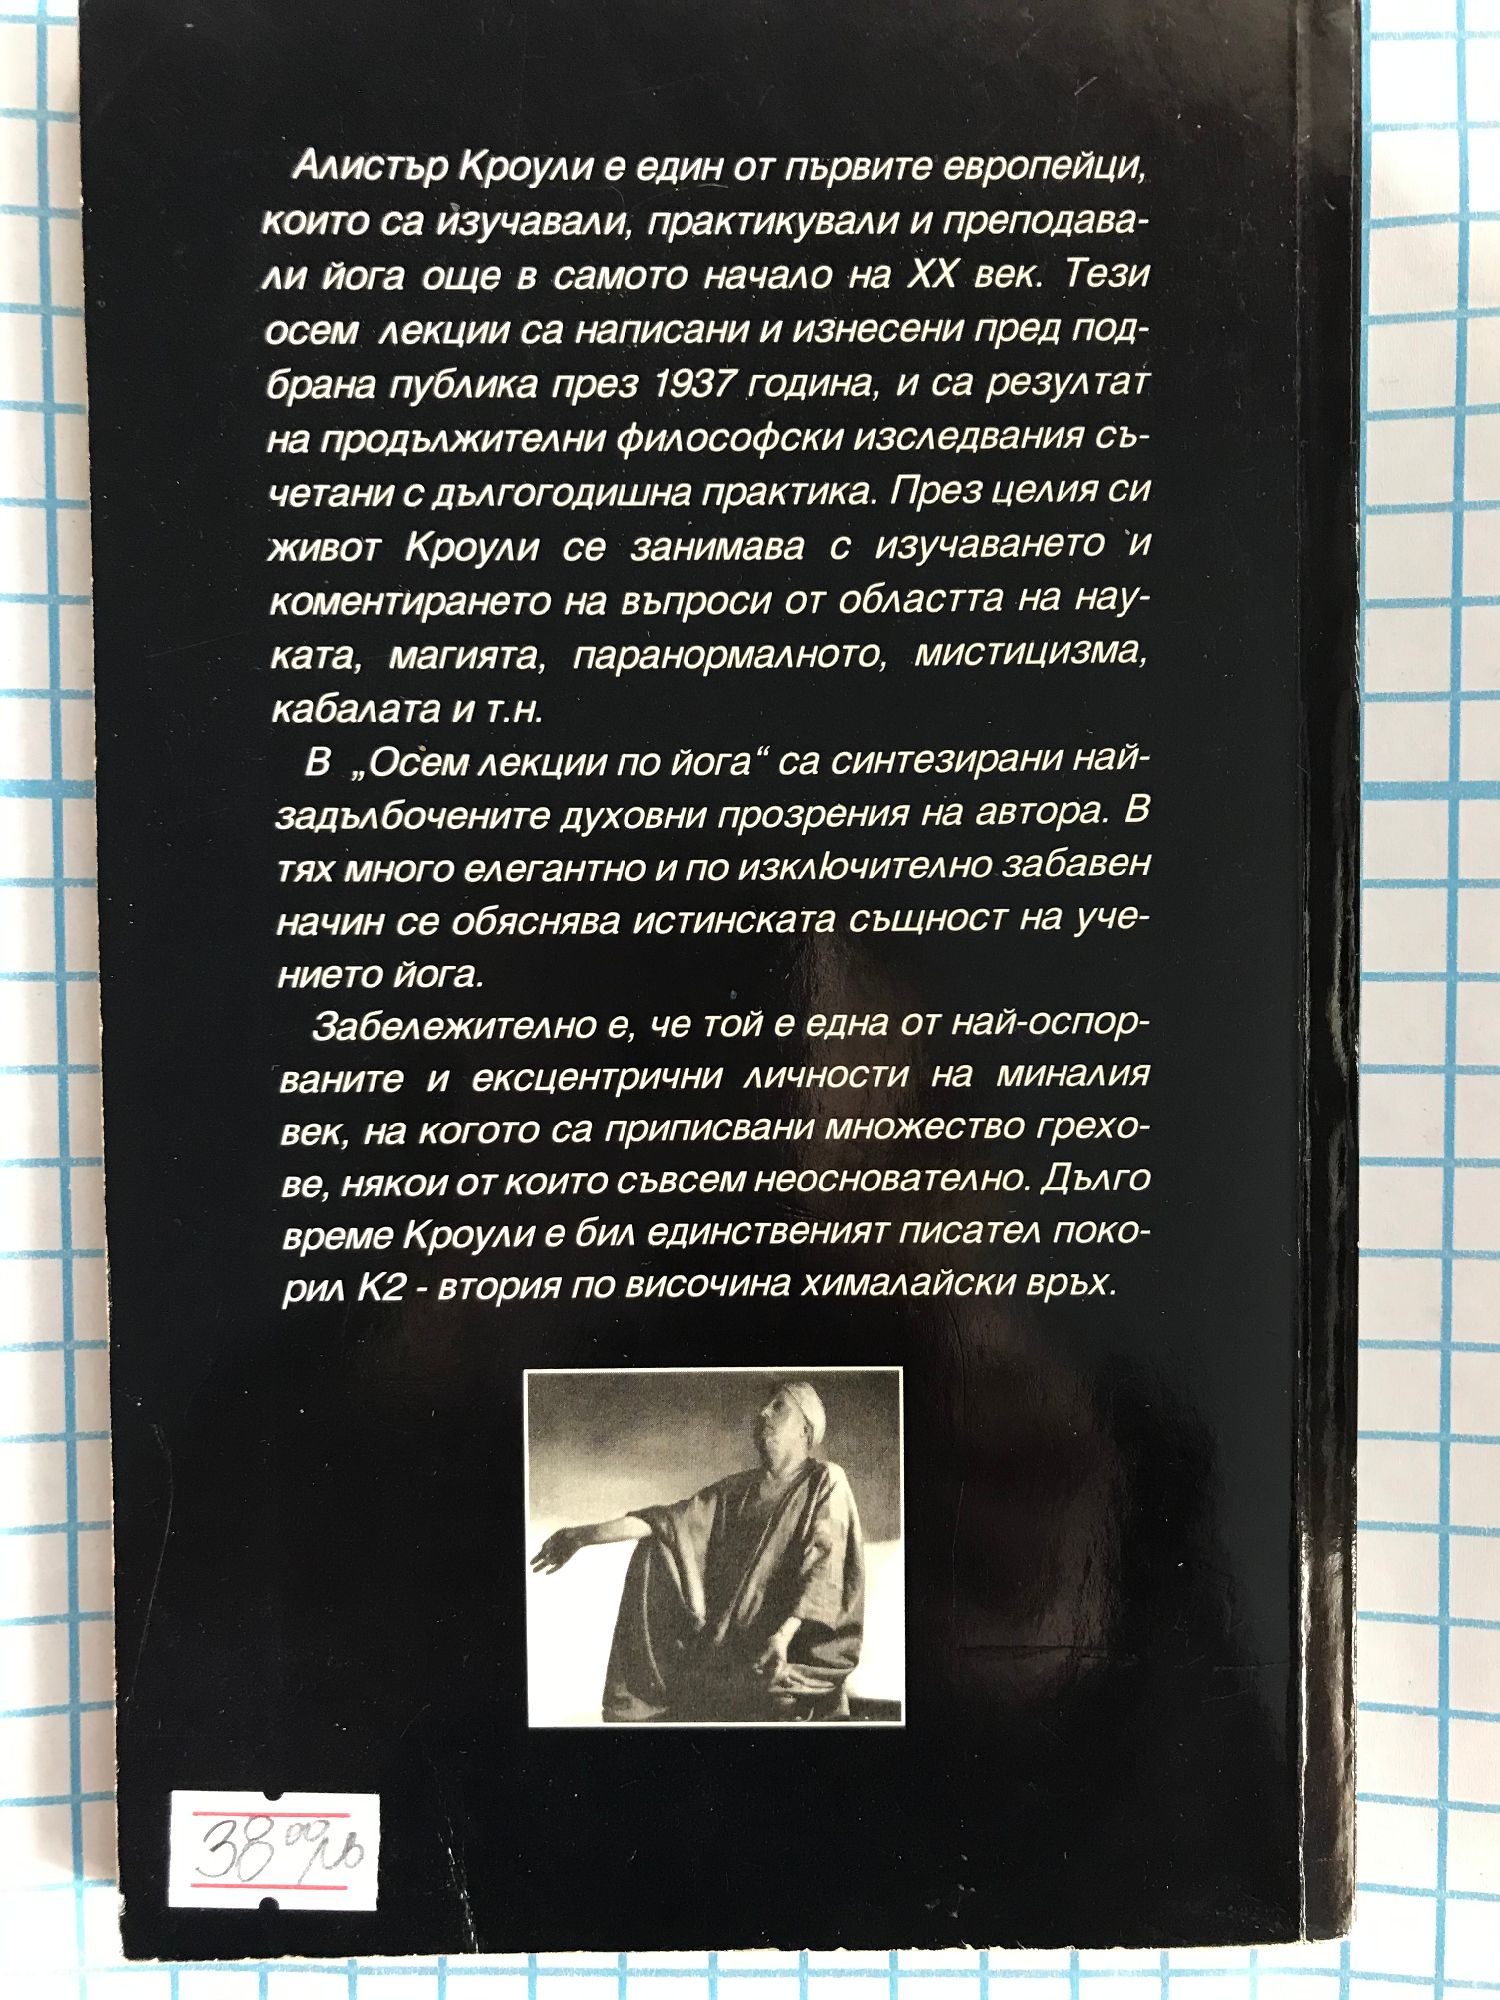 Алистър Кроули е един от първите европейци,
които са изучавали, практикували и преподава-
ли йога още в самото начало на XX век. Тези
осем лекции са написани и изнесени пред под-
брана публика през 1937 година, и са резултат
на продължителни философски изследвания съ-
четани с дългогодишна практика. През целия си
живот Кроули се занимава с изучаването и
коментирането на въпроси от областта на нау-
ката, магията, паранормалното, мистицизма,
кабалата и т.н.
В „Осем лекции по йога“ са синтезирани най-
задълбочените духовни прозрения на автора. В
тях много елегантно и по изключително забавен
начин се обяснява истинската същност на уче-
нието йога.
Забележително е, че той е една от най-оспор-
ваните и ексцентрични личности на миналия
век, на когото са приписвани множество грехо-
ве, някои от които съвсем неоснователно. Дълго
време Кроули е бил единственият писател поко-
рил К2 - втория по височина хималайски връх.
38 00 лв